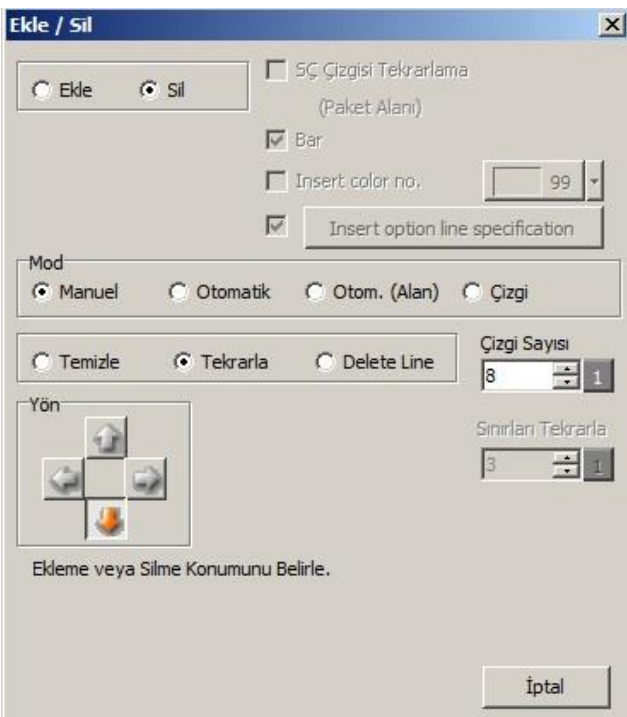 Ekle / Sil
Ekle Sil
SÇ Çizgisi Tekrarlama
(Paket Alanı)
Bar
Insert color no. 99
Insert option line specification
Mod
Manuel Otomatik Otom. (Alan) Çizgi
Temizle Tekrarla Delete Line
Çizgi Sayısı
8 1
Yön
Sınırları Tekrarla
3 1
Ekleme veya Silme Konumunu Belirle.
İptal